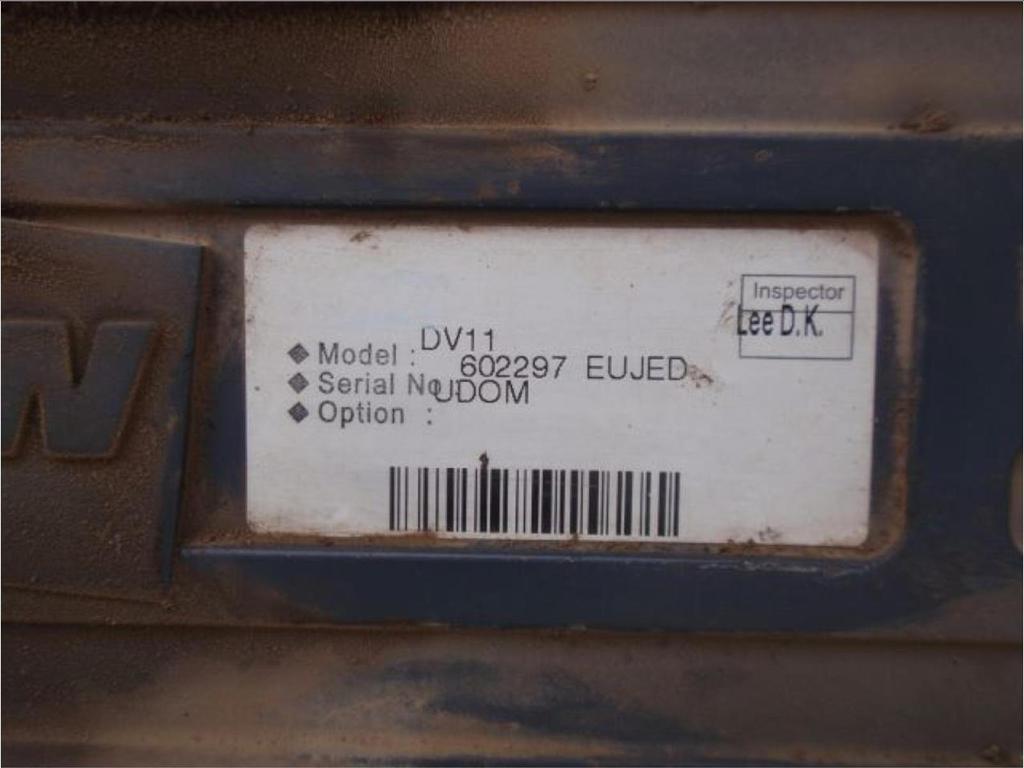 W
Inspector
Lee D.K.
◆ Model : DV11
◆ Serial No : 602297 EUJED
◆ Option : UDOM